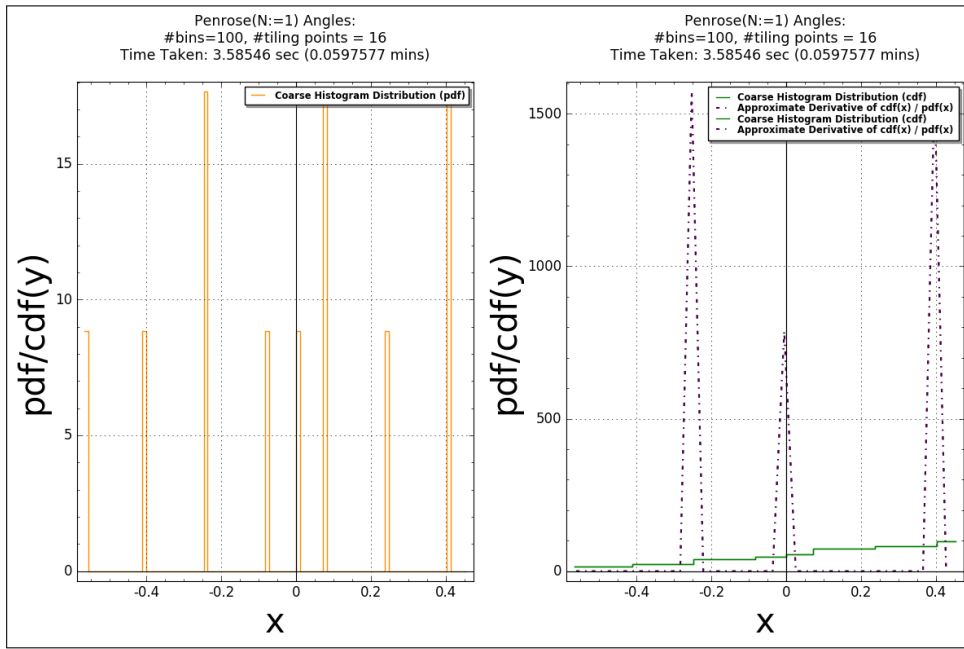 Penrose(N:=1) Angles:
#bins=100, #tiling points = 16
Time Taken: 3.58546 sec (0.0597577 mins)
Coarse Histogram Distribution (pdf)
15
10
5
0
-0.4
-0.2
0
0.2
0.4
pdf/cdf(y)
x
Penrose(N:=1) Angles:
#bins=100, #tiling points = 16
Time Taken: 3.58546 sec (0.0597577 mins)
Coarse Histogram Distribution (cdf)
Approximate Derivative of cdf(x) / pdf(x)
Coarse Histogram Distribution (cdf)
Approximate Derivative of cdf(x) / pdf(x)
1500
1000
500
0
-0.4
-0.2
0
0.2
0.4
pdf/cdf(y)
x